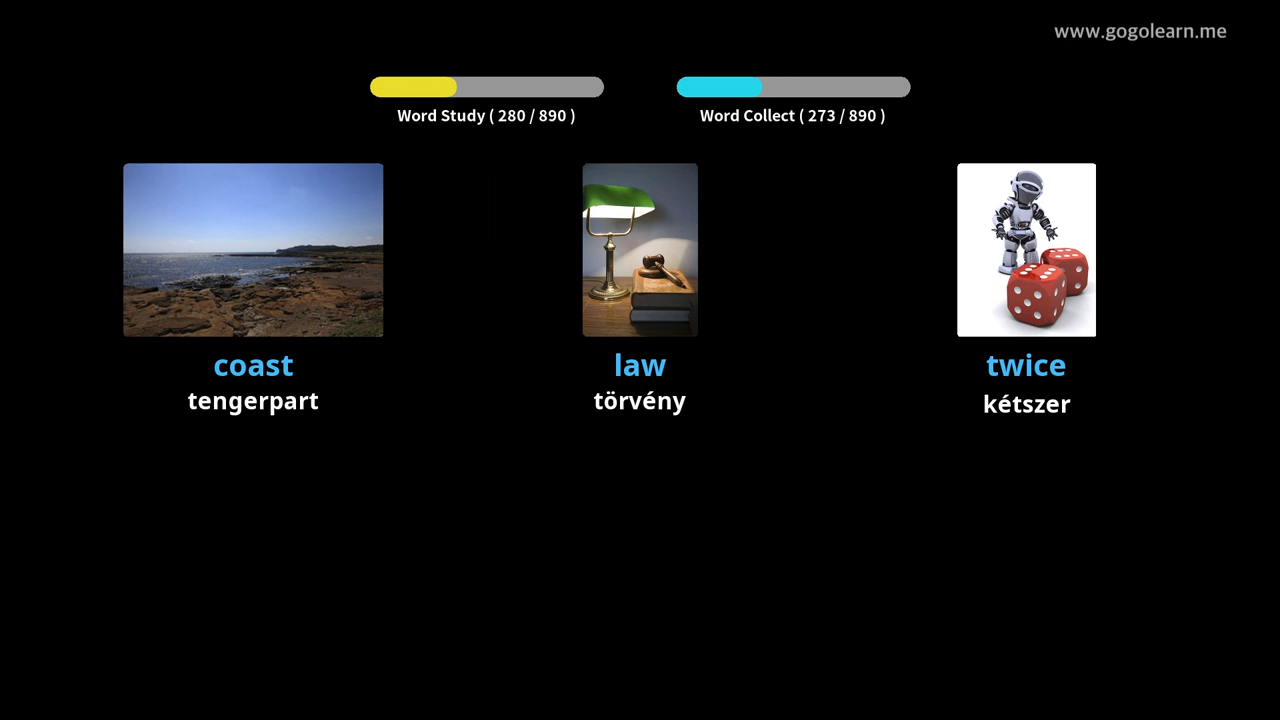 www.gogolearn.me
Word Study ( 280 / 890 )
Word Collect ( 273 / 890 )
coast
tengerpart
law
törvény
twice
kétszer